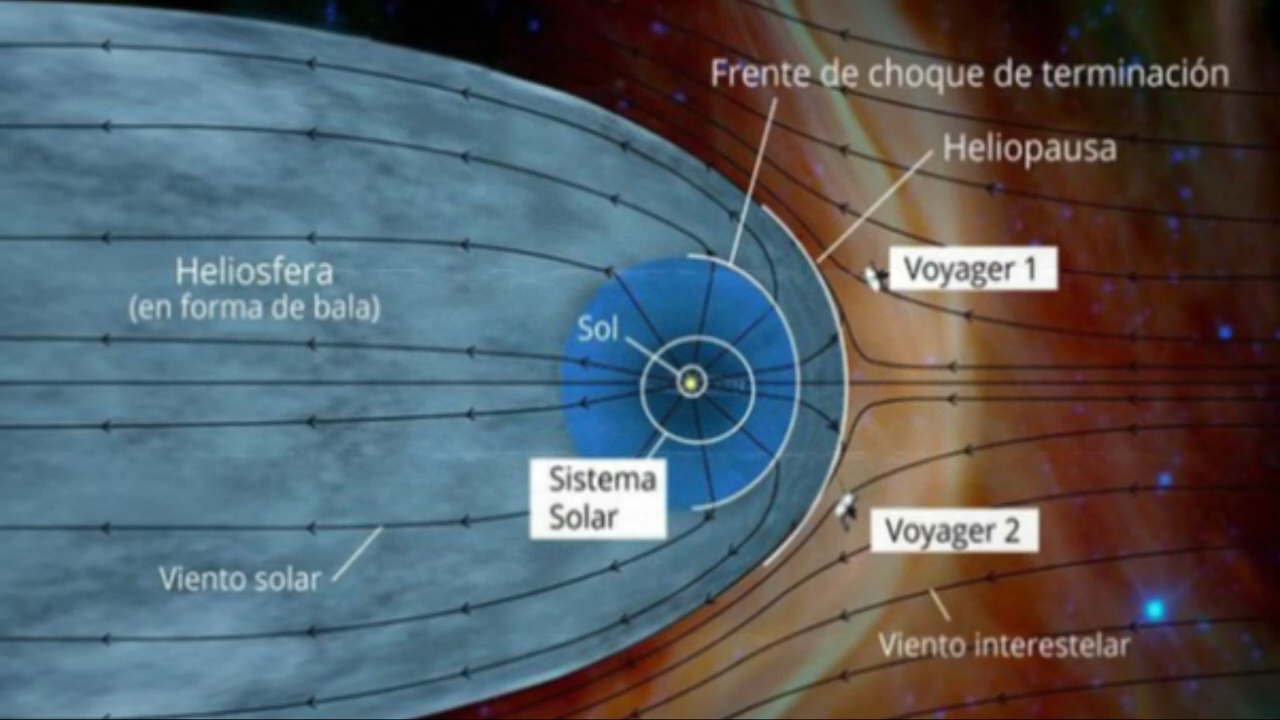 Frente de choque de terminación
Heliopausa
Voyager 1
Heliosfera
(en forma de bala)
Sol
Sistema
Solar
Voyager 2
Viento solar
Viento interestelar